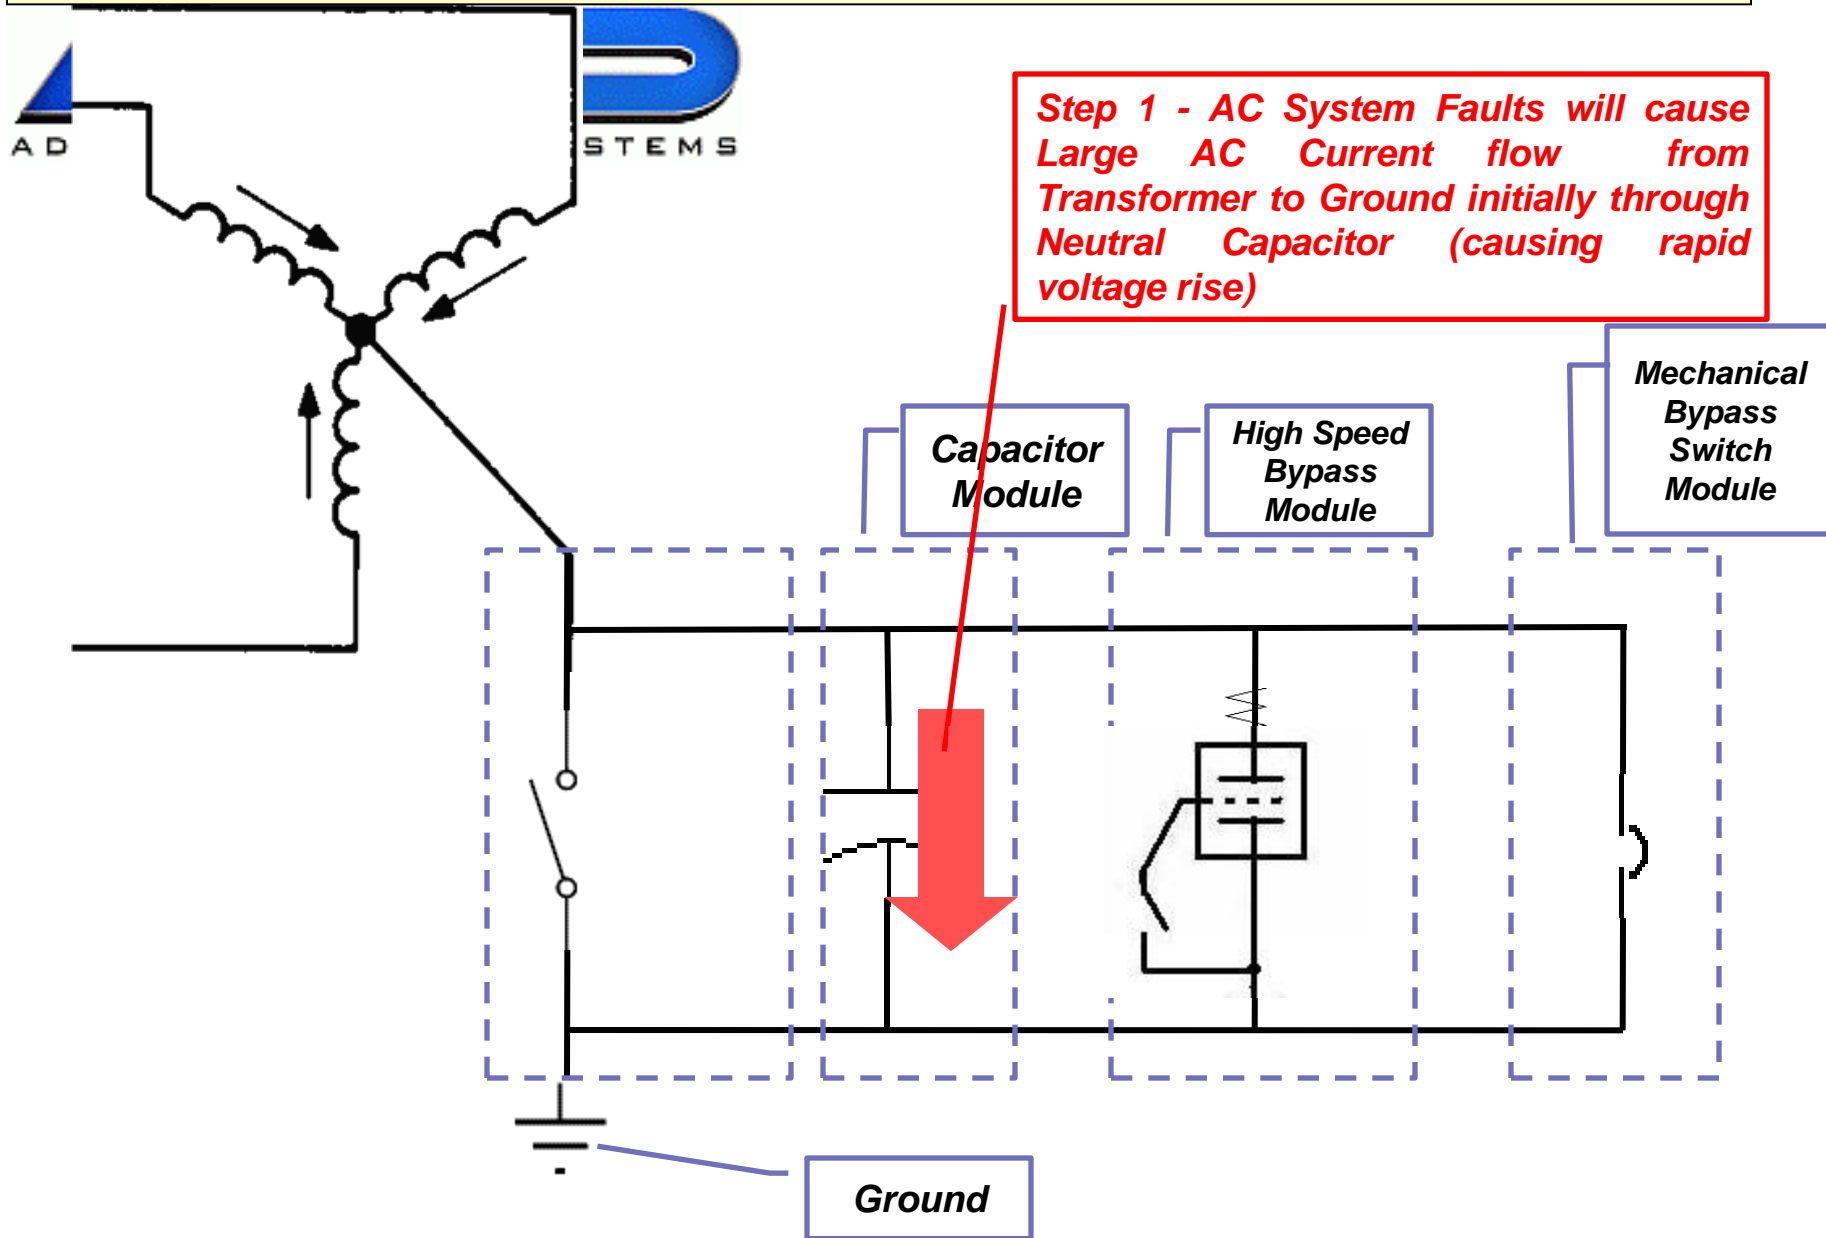 AD
STEMS
Step 1 - AC System Faults will cause
Large AC Current flow from
Transformer to Ground initially through
Neutral Capacitor (causing rapid
voltage rise)
Mechanical
Bypass
Switch
Module
High Speed
Bypass
Module
Capacitor
Module
Ground